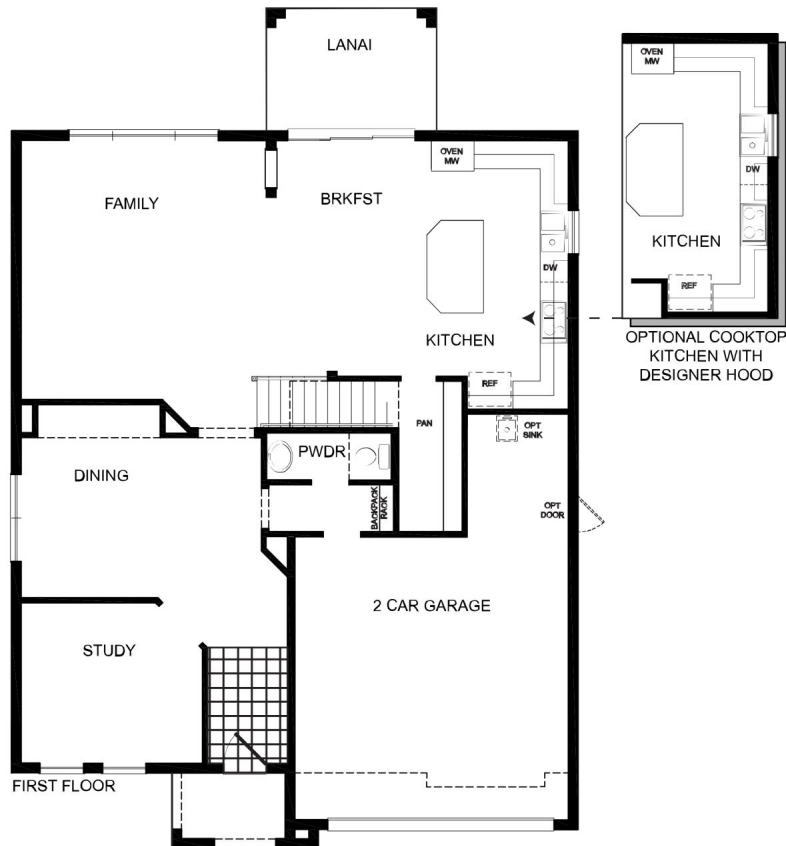 LANAI
OVEN
MW
FAMILY
BRKFST
OVEN
MW
DW
DW
KITCHEN
KITCHEN
REF
OPTIONAL COOKTOP
KITCHEN WITH
DESIGNER HOOD
REF
PAN
OPT
SINK
PWDR
DINING
BACKPACK
RACK
OPT
DOOR
2 CAR GARAGE
STUDY
FIRST FLOOR